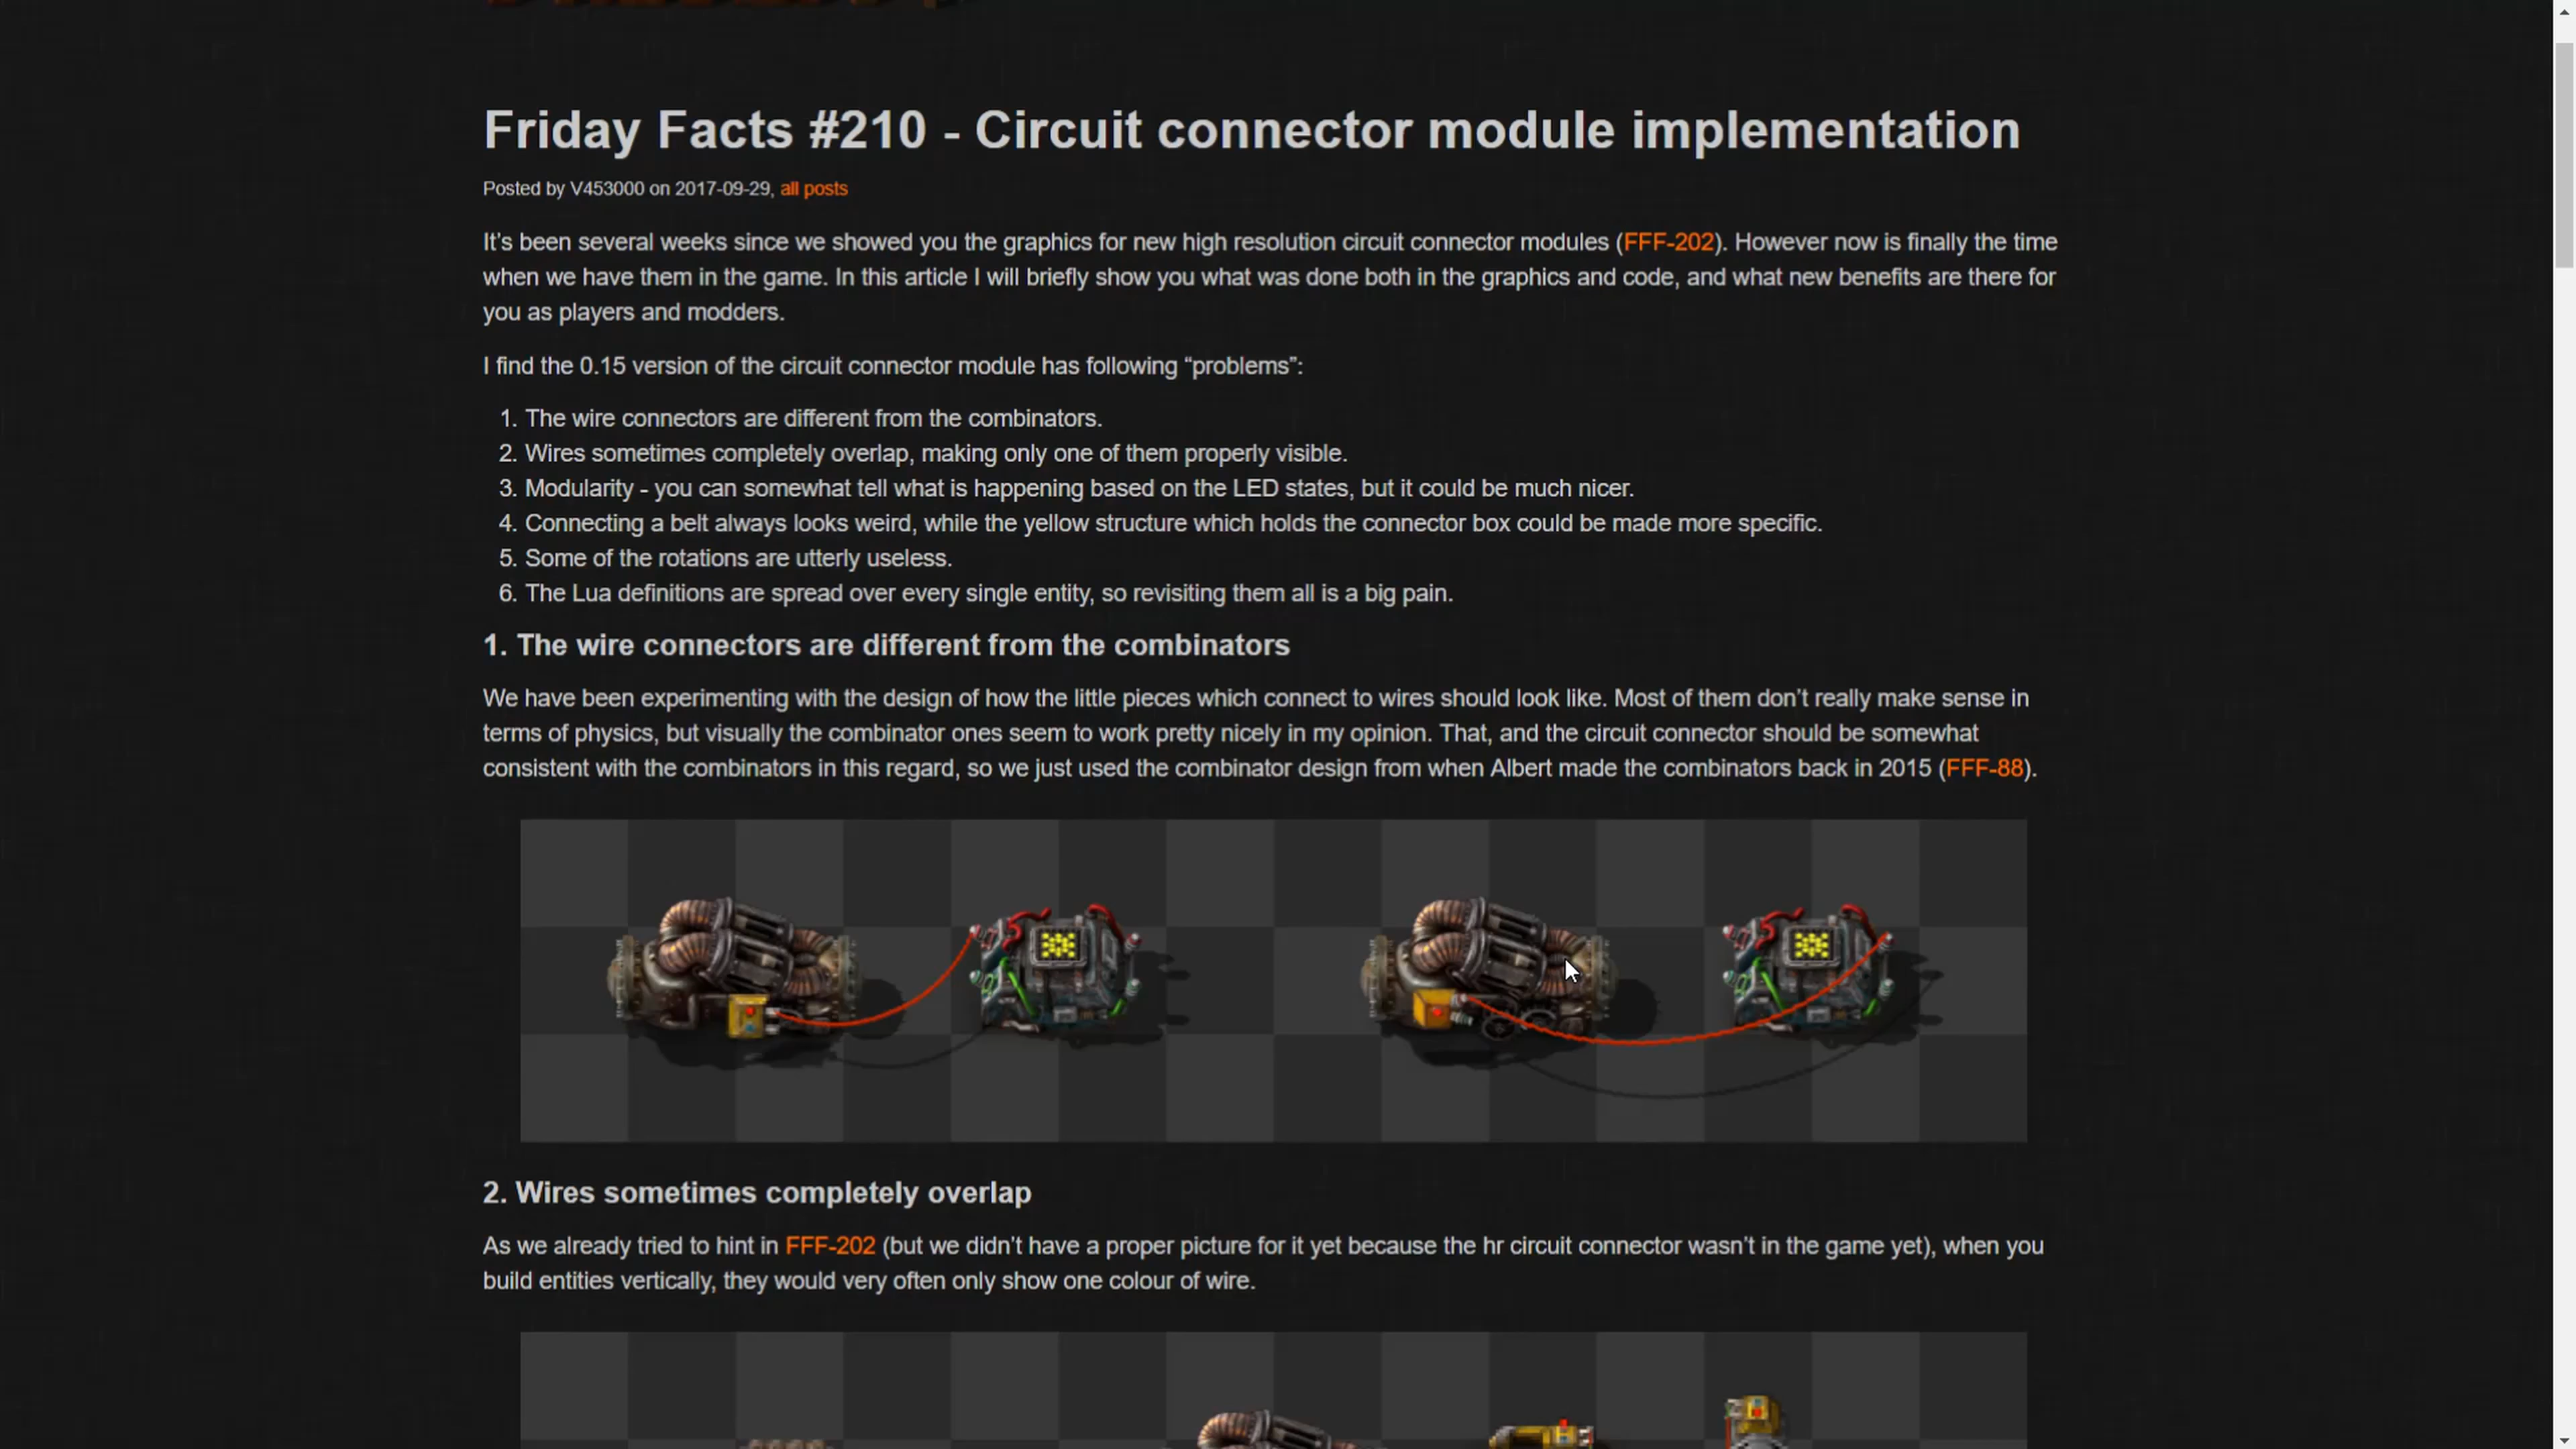 Friday Facts #210 - Circuit connector module implementation
Posted by V453000 on 2017-09-29, all posts
It’s been several weeks since we showed you the graphics for new high resolution circuit connector modules (FFF-202). However now is finally the time
when we have them in the game. In this article I will briefly show you what was done both in the graphics and code, and what new benefits are there for
you as players and modders.
I find the 0.15 version of the circuit connector module has following “problems”:
1. The wire connectors are different from the combinators.
2. Wires sometimes completely overlap, making only one of them properly visible.
3. Modularity - you can somewhat tell what is happening based on the LED states, but it could be much nicer.
4. Connecting a belt always looks weird, while the yellow structure which holds the connector box could be made more specific.
5. Some of the rotations are utterly useless.
6. The Lua definitions are spread over every single entity, so revisiting them all is a big pain.
1. The wire connectors are different from the combinators
We have been experimenting with the design of how the little pieces which connect to wires should look like. Most of them don’t really make sense in
terms of physics, but visually the combinator ones seem to work pretty nicely in my opinion. That, and the circuit connector should be somewhat
consistent with the combinators in this regard, so we just used the combinator design from when Albert made the combinators back in 2015 (FFF-88).
2. Wires sometimes completely overlap
As we already tried to hint in FFF-202 (but we didn’t have a proper picture for it yet because the hr circuit connector wasn’t in the game yet), when you
build entities vertically, they would very often only show one colour of wire.